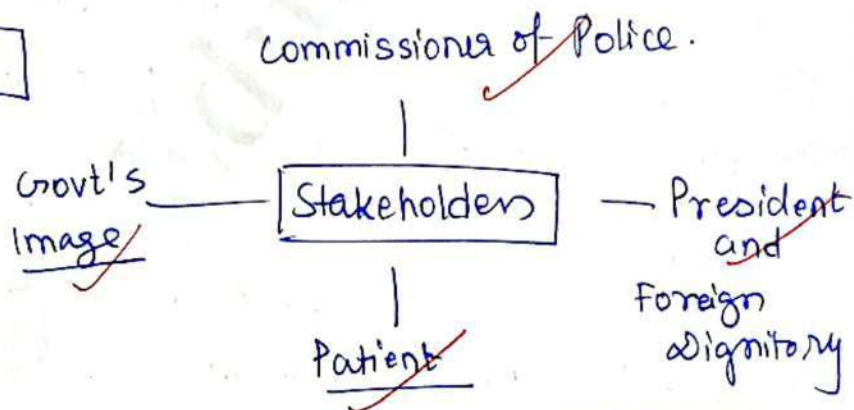 Commissioner of Police.
Govt's
Image
Stakeholders
President
and
Foreign
Dignitory
Patient